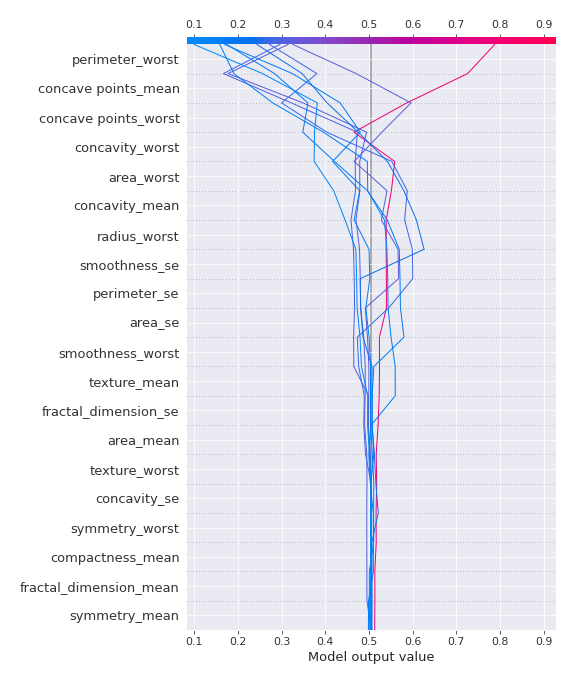 0.1 0.2 0.3 0.4 0.5 0.6 0.7 0.8 0.9
perimeter_worst
concave points_mean
concave points_worst
concavity_worst
area_worst
concavity_mean
radius_worst
smoothness_se
perimeter_se
area_se
smoothness_worst
texture_mean
fractal_dimension_se
area_mean
texture_worst
concavity_se
symmetry_worst
compactness_mean
fractal_dimension_mean
symmetry_mean
0.1 0.2 0.3 0.4 0.5 0.6 0.7 0.8 0.9
Model output value